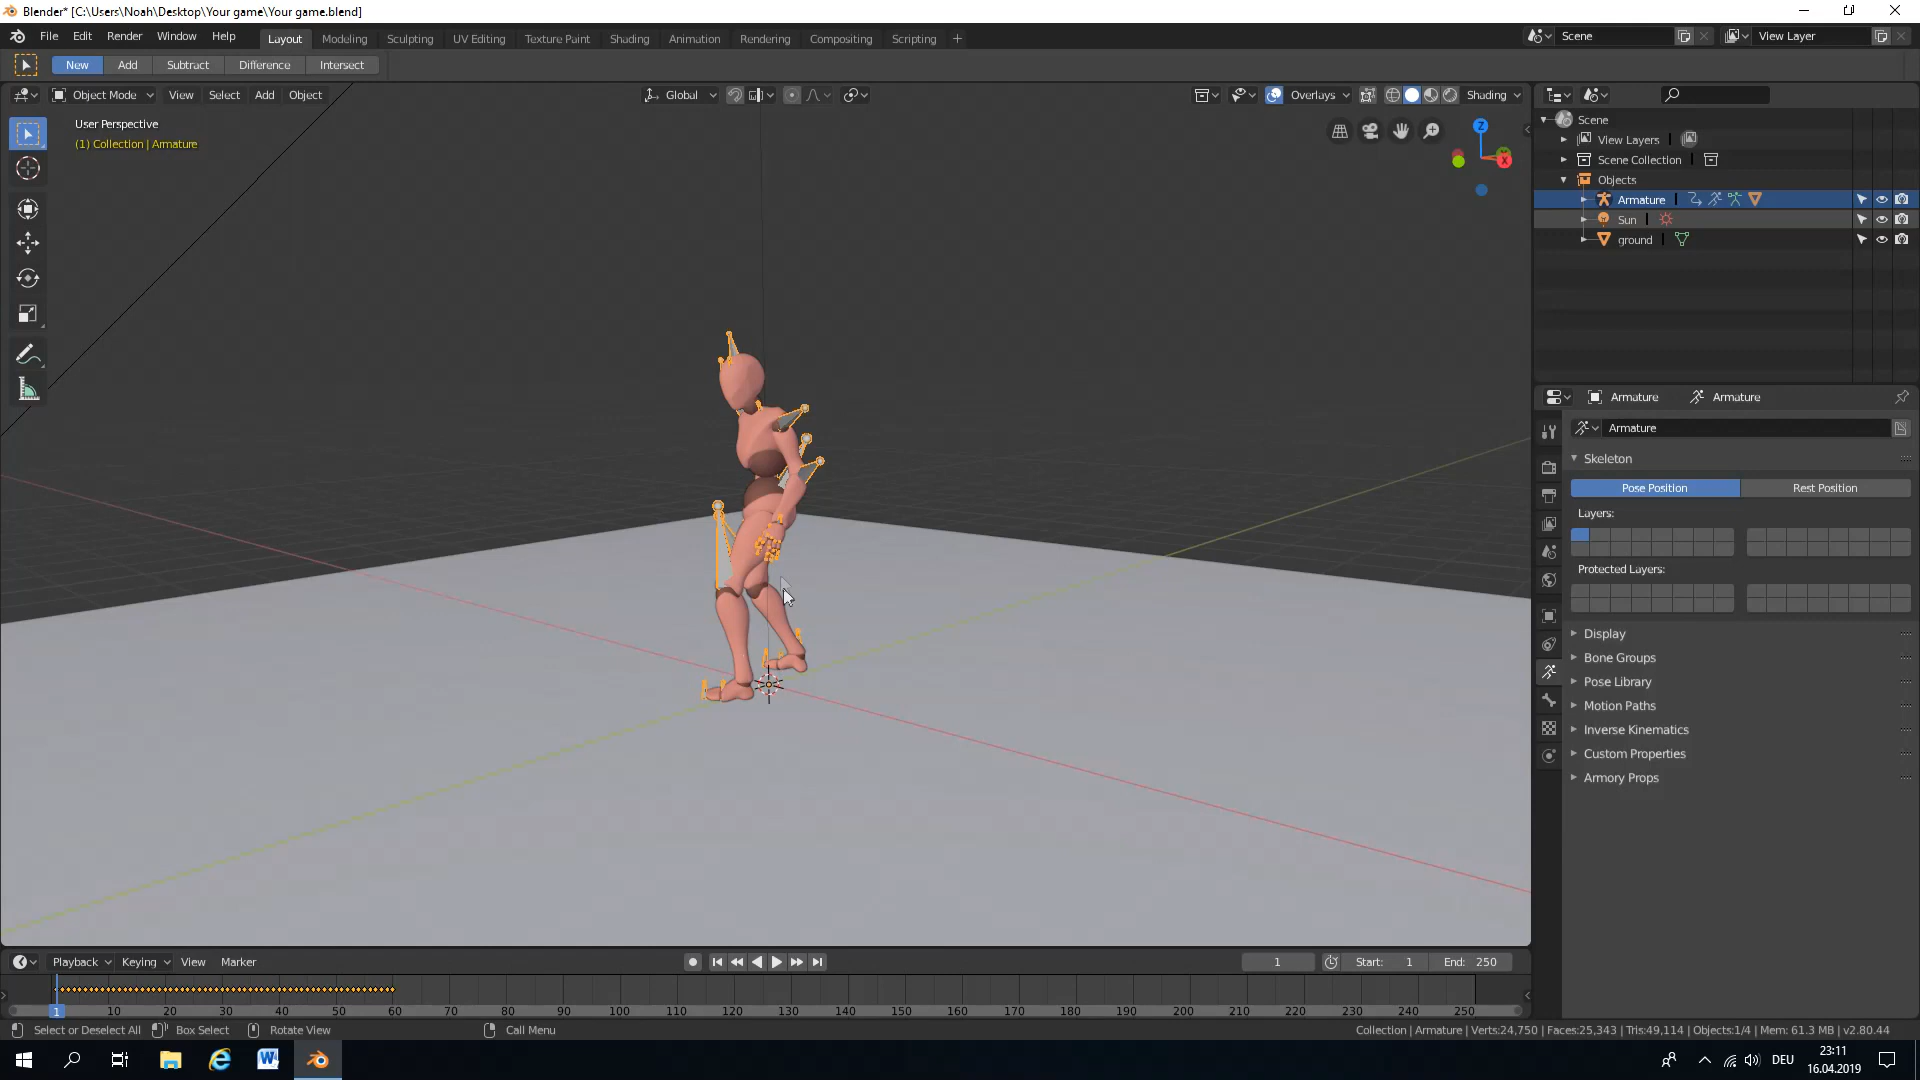 Blender* [C:\Users\Noah\Desktop\Your game\Your game.blend]
File Edit Render Window Help Layout Modeling Sculpting UV Editing Texture Paint Shading Animation Rendering Compositing Scripting + Scene View Layer
New Add Subtract Difference Intersect
Object Mode View Select Add Object Global Overlays Shading
User Perspective
(1) Collection | Armature
Z
X
Scene
View Layers
Scene Collection
Objects
Armature
Sun
ground
Armature Armature
Armature
Skeleton
Pose Position Rest Position
Layers:
Protected Layers:
Display
Bone Groups
Pose Library
Motion Paths
Inverse Kinematics
Custom Properties
Armory Props
Playback Keying View Marker 1 Start: 1 End: 250
1 10 20 30 40 50 60 70 80 90 100 110 120 130 140 150 160 170 180 190 200 210 220 230 240 250
Select or Deselect All Box Select Rotate View Call Menu Collection | Armature | Verts:24,750 | Faces:25,343 | Tris:49,114 | Objects:1/4 | Mem: 61.3 MB | v2.80.44
DEU 23:11
16.04.2019